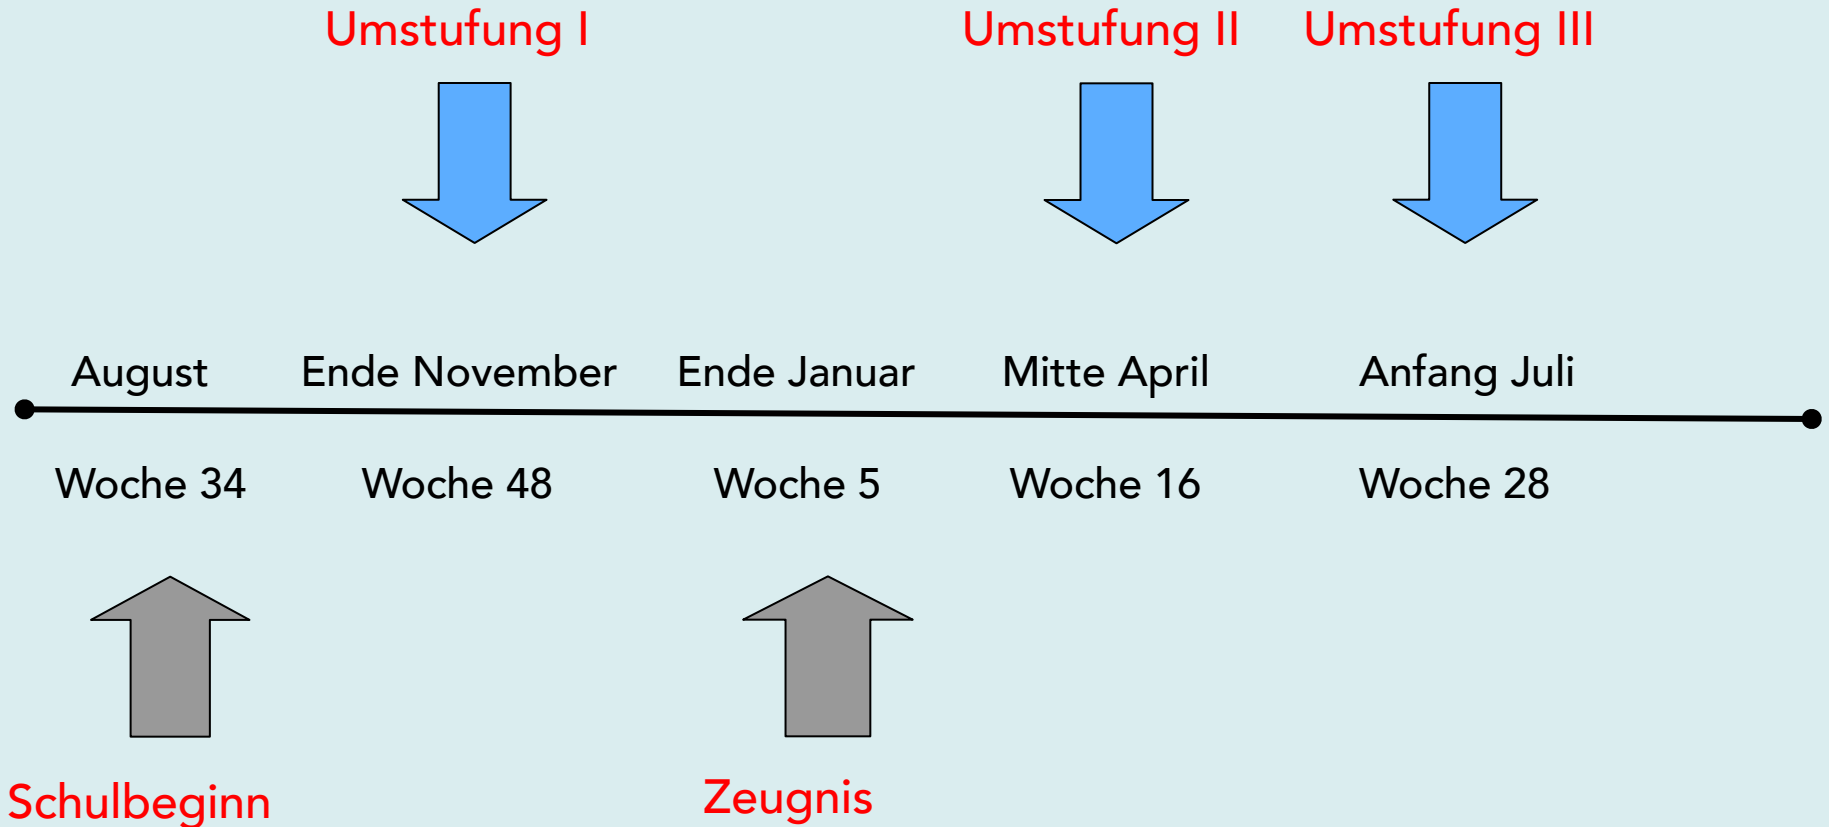 Umstufung I Umstufung II Umstufung III
August Ende November Ende Januar Mitte April Anfang Juli
Woche 34 Woche 48 Woche 5 Woche 16 Woche 28
Schulbeginn Zeugnis